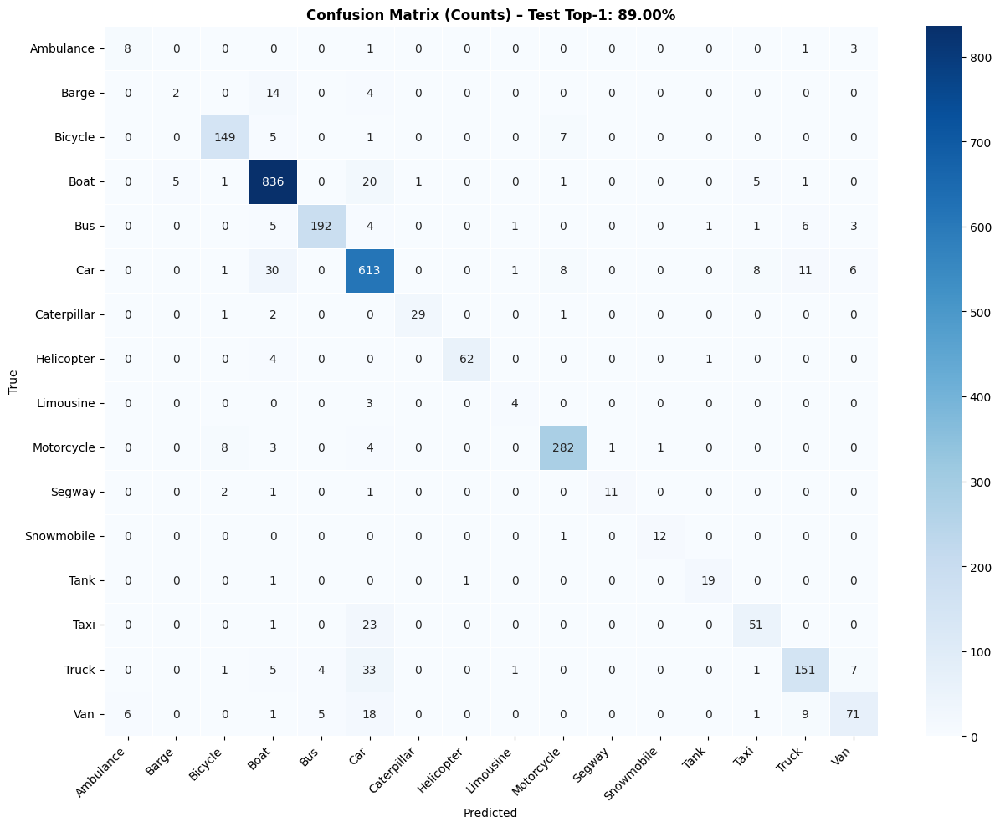 Confusion Matrix (Counts) – Test Top-1: 89.00%
Ambulance 8 0 0 0 0 1 0 0 0 0 0 0 0 0 1 3
Barge 0 2 0 14 0 4 0 0 0 0 0 0 0 0 0 0
Bicycle 0 0 149 5 0 1 0 0 0 7 0 0 0 0 0 0
Boat 0 5 1 836 0 20 1 0 0 1 0 0 0 5 1 0
Bus 0 0 0 5 192 4 0 0 1 0 0 0 1 1 6 3
Car 0 0 1 30 0 613 0 0 1 8 0 0 0 8 11 6
Caterpillar 0 0 1 2 0 0 29 0 0 1 0 0 0 0 0 0
Helicopter 0 0 0 4 0 0 0 62 0 0 0 0 1 0 0 0
Limousine 0 0 0 0 0 3 0 0 4 0 0 0 0 0 0 0
Motorcycle 0 0 8 3 0 4 0 0 0 282 1 1 0 0 0 0
Segway 0 0 2 1 0 1 0 0 0 0 11 0 0 0 0 0
Snowmobile 0 0 0 0 0 0 0 0 0 1 0 12 0 0 0 0
Tank 0 0 0 1 0 0 0 1 0 0 0 0 19 0 0 0
Taxi 0 0 0 1 0 23 0 0 0 0 0 0 0 51 0 0
Truck 0 0 1 5 4 33 0 0 1 0 0 0 0 1 151 7
Van 6 0 0 1 5 18 0 0 0 0 0 0 0 1 9 71
True
Ambulance Barge Bicycle Boat Bus Car Caterpillar Helicopter Limousine Motorcycle Segway Snowmobile Tank Taxi Truck Van
Predicted
800
700
600
500
400
300
200
100
0